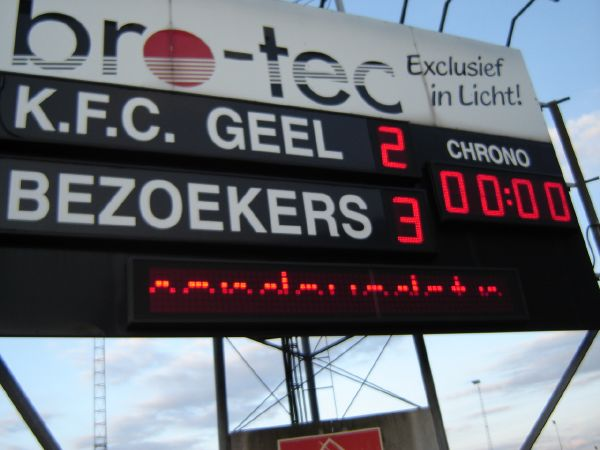 bro-tec
Exclusief
in Licht!
K.F.C. GEEL 2
CHRONO
BEZOEKERS 3
00:00